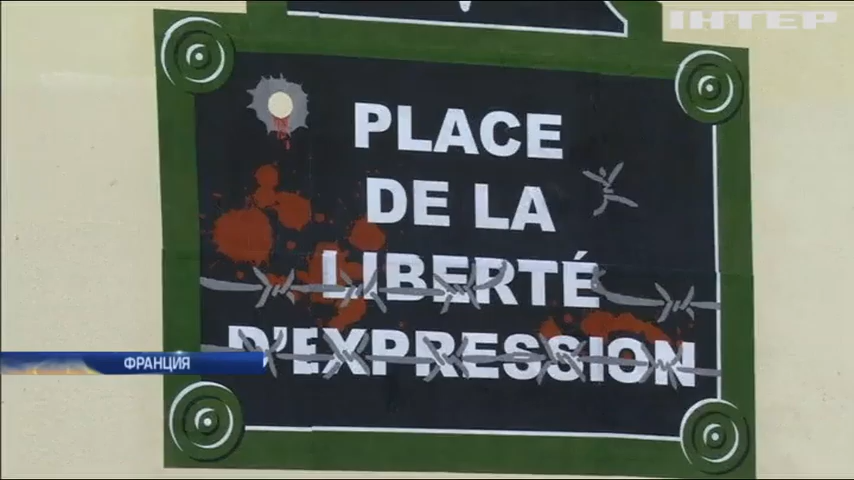 ІНТЕР
PLACE
DE LA
LIBERTÉ
D'EXPRESSION
ФРАНЦИЯ